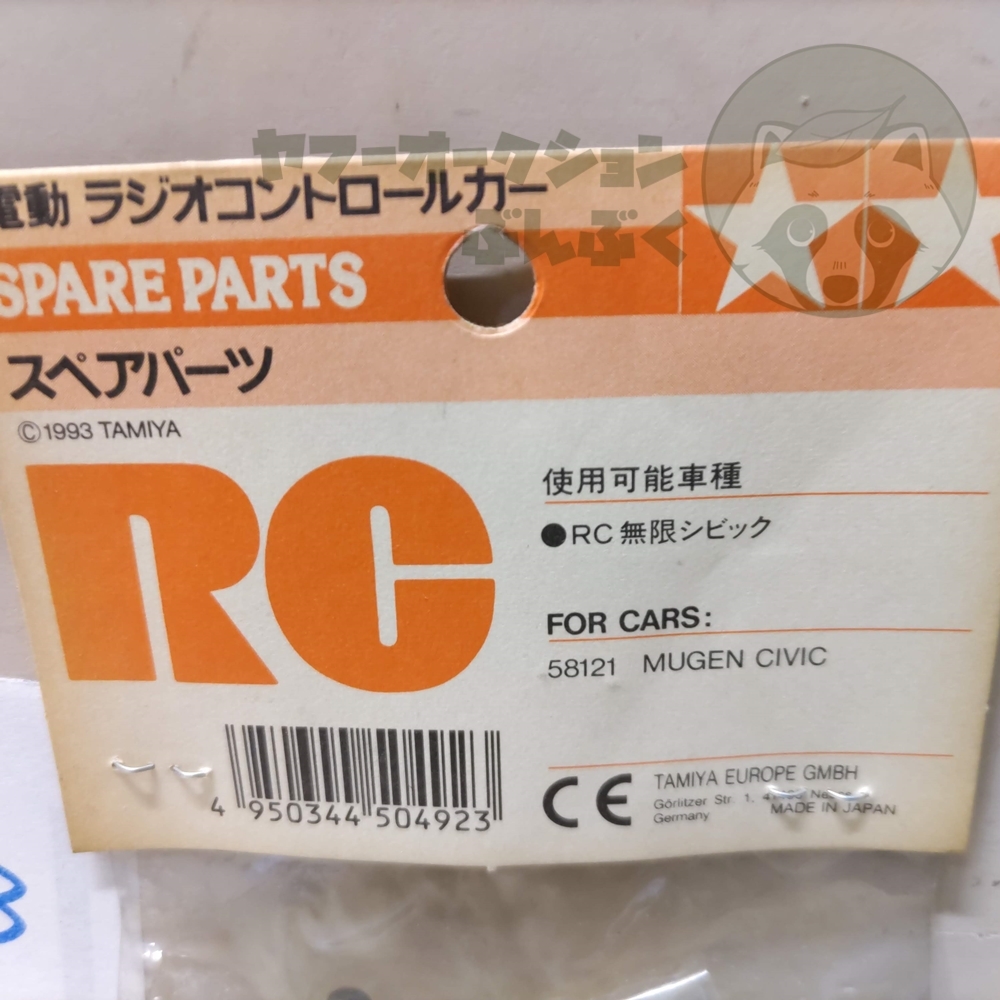 ヤフーオークション
ぶんぶく
電動 ラジオコントロールカー
SPARE PARTS
スペアパーツ
©1993 TAMIYA
RC
使用可能車種
●RC 無限シビック
FOR CARS:
58121 MUGEN CIVIC
4 950344 504923
CE
TAMIYA EUROPE GMBH
Görlitzer Str. 1,
MADE IN JAPAN
Germany